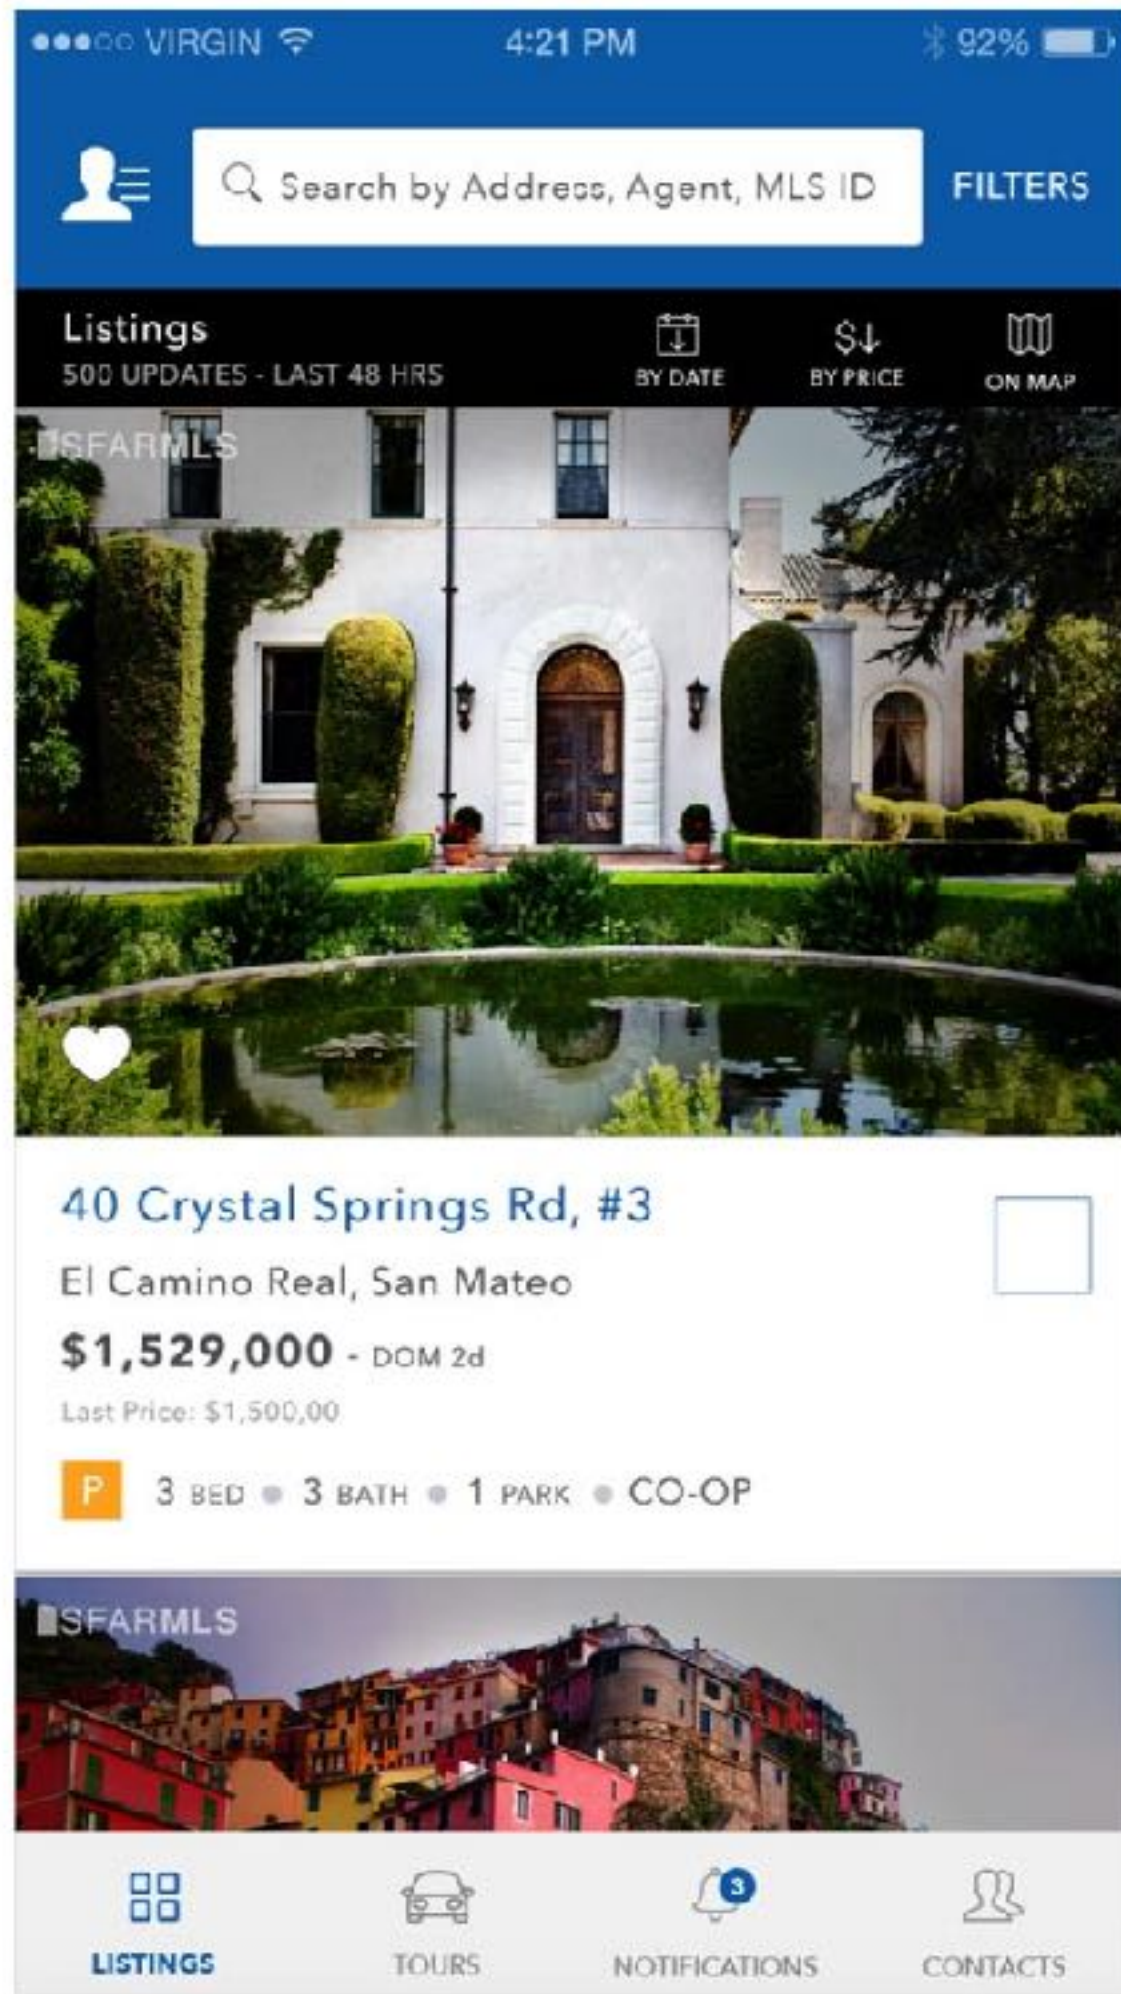 VIRGIN 4:21 PM 92%
Search by Address, Agent, MLS ID FILTERS
Listings
500 UPDATES - LAST 48 HRS BY DATE BY PRICE ON MAP
SFARMLS
40 Crystal Springs Rd, #3
El Camino Real, San Mateo
$1,529,000 - DOM 2d
Last Price: $1,500,00
P 3 BED • 3 BATH • 1 PARK • CO-OP
SFARMLS
3
LISTINGS TOURS NOTIFICATIONS CONTACTS